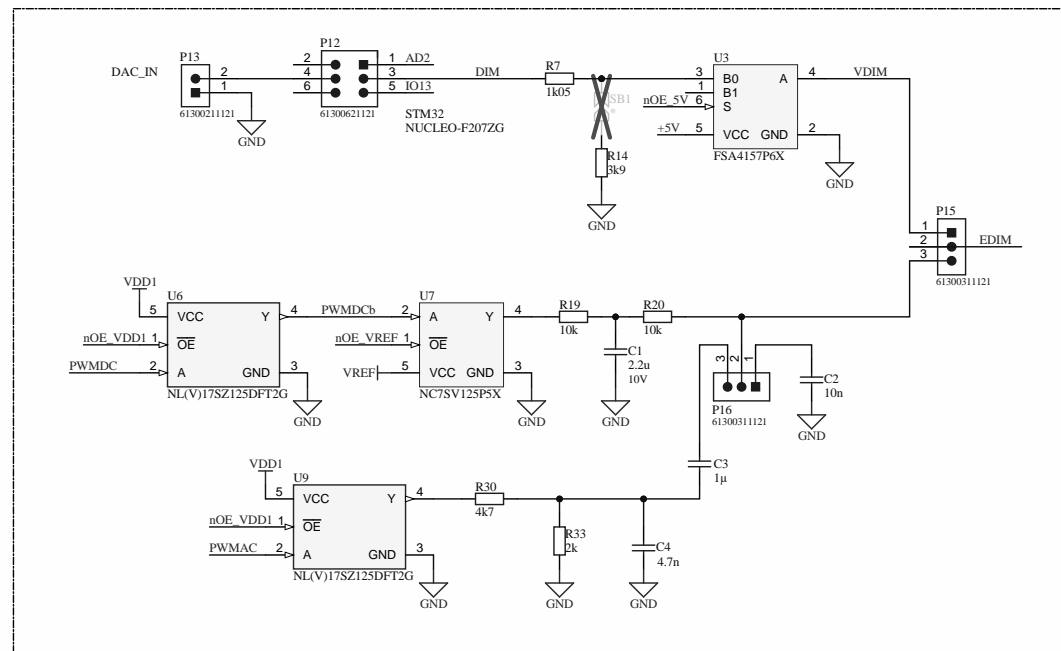 P13
DAC_IN
2
1
61300211121
GND
P12
2
4
6
1
3
5
AD2
DIM
IO13
61300621121
STM32
NUCLEO-F207ZG
R7
1k05
SB1
R14
3k9
GND
U3
3
1
nOE_5V 6
+5V 5
B0
B1
S
VCC
A
GND
4
2
VDIM
FSA4157P6X
GND
P15
1
2
3
EDIM
61300311121
VDD1
U6
5
nOE_VDD1 1
PWMDC 2
VCC
OE
A
Y
GND
4
3
NL(V)17SZ125DFT2G
GND
PWMDCb
U7
2
nOE_VREF 1
VREF 5
A
OE
VCC
Y
GND
4
3
NC7SV125P5X
GND
R19
10k
R20
10k
C1
2.2u
10V
GND
3
2
1
P16
61300311121
C2
10n
GND
C3
1µ
VDD1
U9
5
nOE_VDD1 1
PWMAC 2
VCC
OE
A
Y
GND
4
3
NL(V)17SZ125DFT2G
GND
R30
4k7
R33
2k
GND
C4
4.7n
GND